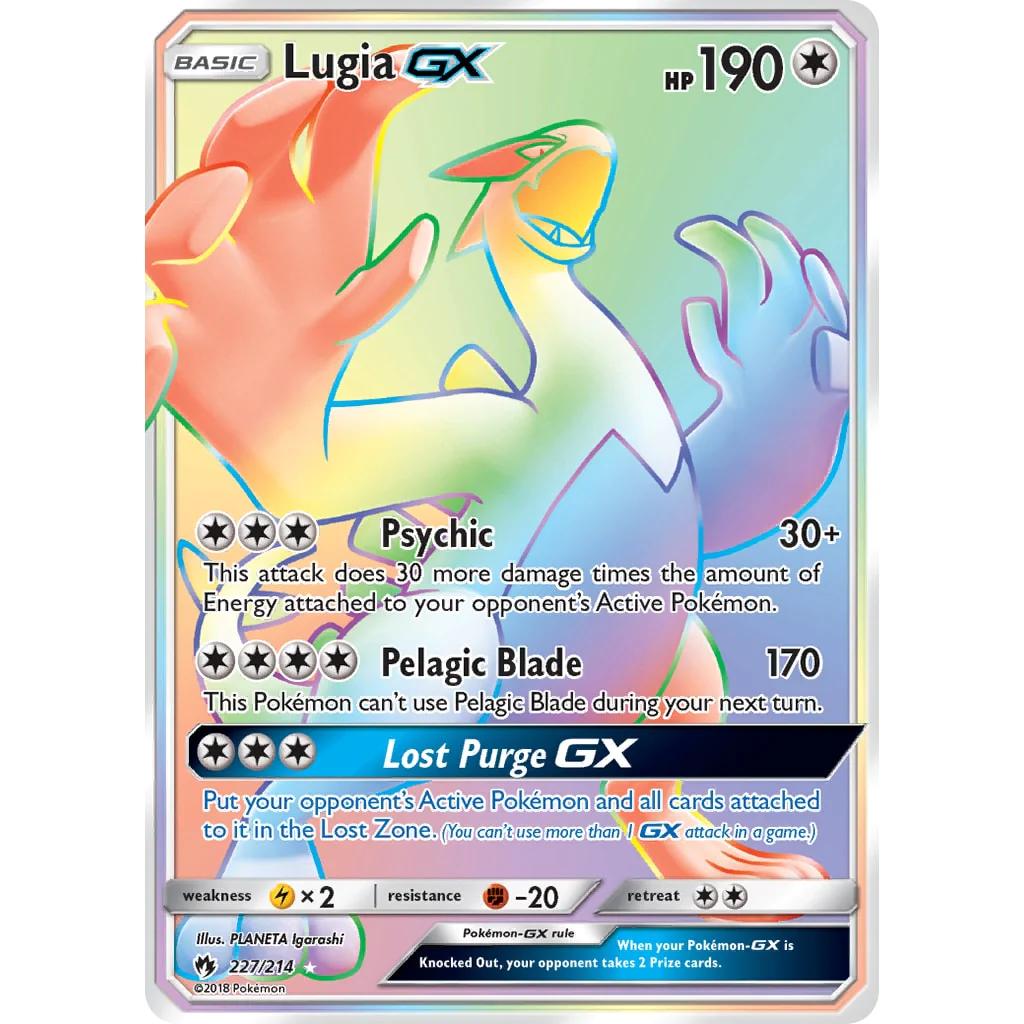 BASIC Lugia GX HP 190
Psychic 30+
This attack does 30 more damage times the amount of
Energy attached to your opponent's Active Pokémon.
Pelagic Blade 170
This Pokémon can't use Pelagic Blade during your next turn.
Lost Purge GX
Put your opponent's Active Pokémon and all cards attached
to it in the Lost Zone. (You can't use more than 1 GX attack in a game.)
weakness ×2 resistance -20 retreat
Illus. PLANETA Igarashi
Pokémon-GX rule
When your Pokémon-GX is
Knocked Out, your opponent takes 2 Prize cards.
227/214
©2018 Pokémon